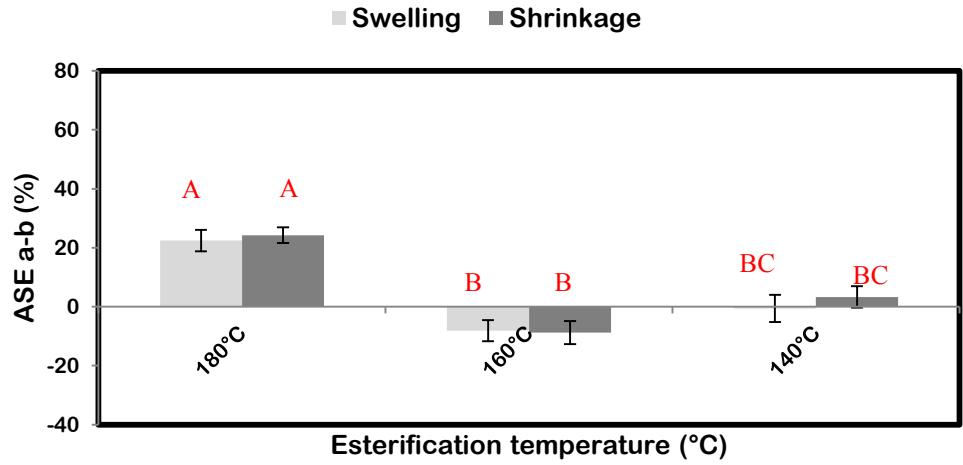 Swelling Shrinkage
80
60
40
20
0
-20
-40
ASE a-b (%)
A A
B B
BC BC
180°C 160°C 140°C
Esterification temperature (°C)